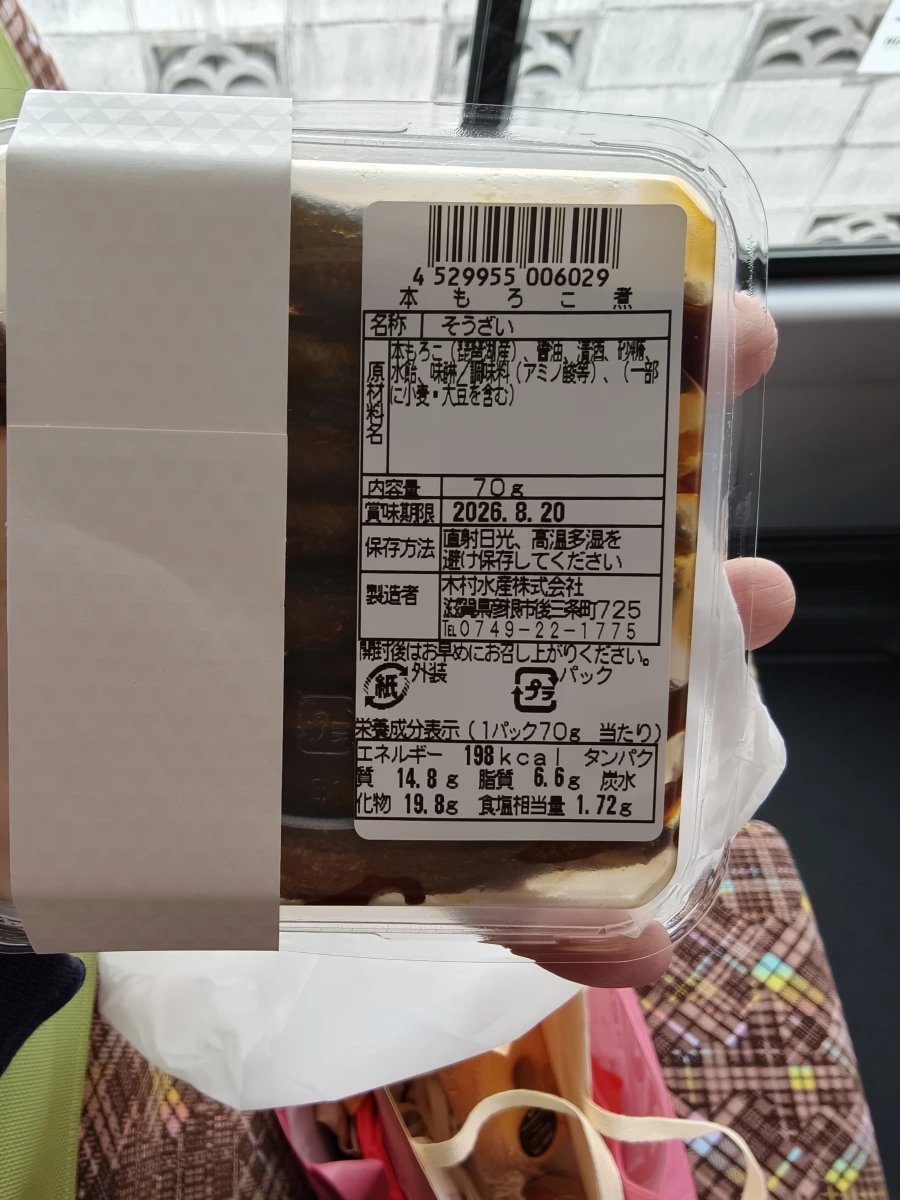 4 529955 006029
本もろこ煮
名称 そうざい
原材料名 本もろこ（琵琶湖産）、醤油、清酒、砂糖、
水飴、味醂／調味料（アミノ酸等）、（一部
に小麦・大豆を含む）
内容量 70g
賞味期限 2026.8.20
保存方法 直射日光、高温多湿を
避け保存してください
製造者 木村水産株式会社
滋賀県彦根市後三条町725
℡0749-22-1775
開封後はお早めにお召し上がりください。
紙 外装 プラ パック
栄養成分表示（1パック70g 当たり）
エネルギー 198kcal タンパク
質 14.8g 脂質 6.6g 炭水
化物 19.8g 食塩相当量 1.72g
プラ